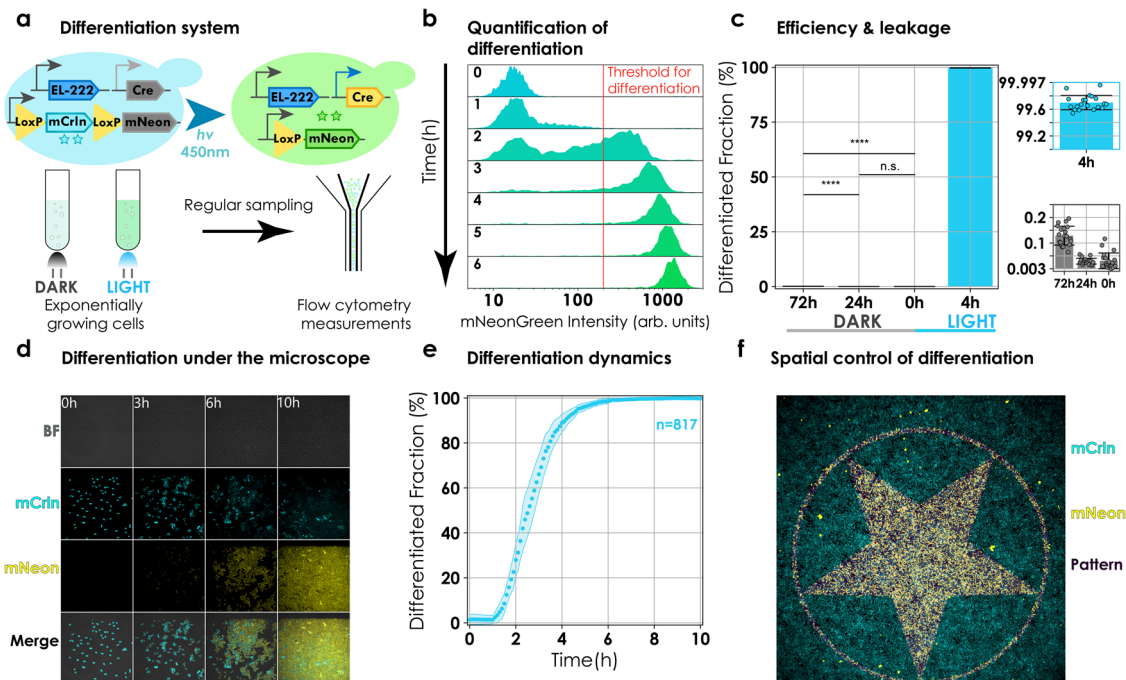 a Differentiation system
EL-222
Cre
LoxP
mCrIn
LoxP
mNeon
hv
450nm
EL-222
Cre
LoxP
mNeon
Regular sampling
DARK
LIGHT
Exponentially
growing cells
Flow cytometry
measurements
b Quantification of
differentiation
Time(h)
0
1
2
3
4
5
6
Threshold for
differentiation
5 10 100 1000
mNeonGreen Intensity (arb. units)
c Efficiency & leakage
Differentiated Fraction (%)
100
75
50
25
0
****
n.s.
****
72h 24h 0h 4h
DARK LIGHT
99.997
99.6
99.2
4h
0.2
0.1
0.003
72h 24h 0h
d Differentiation under the microscope
0h 3h 6h 10h
BF
mCrIn
mNeon
Merge
e Differentiation dynamics
Differentiated Fraction (%)
100
80
60
40
20
0
n=817
0 2 4 6 8 10
Time(h)
f Spatial control of differentiation
mCrIn
mNeon
Pattern